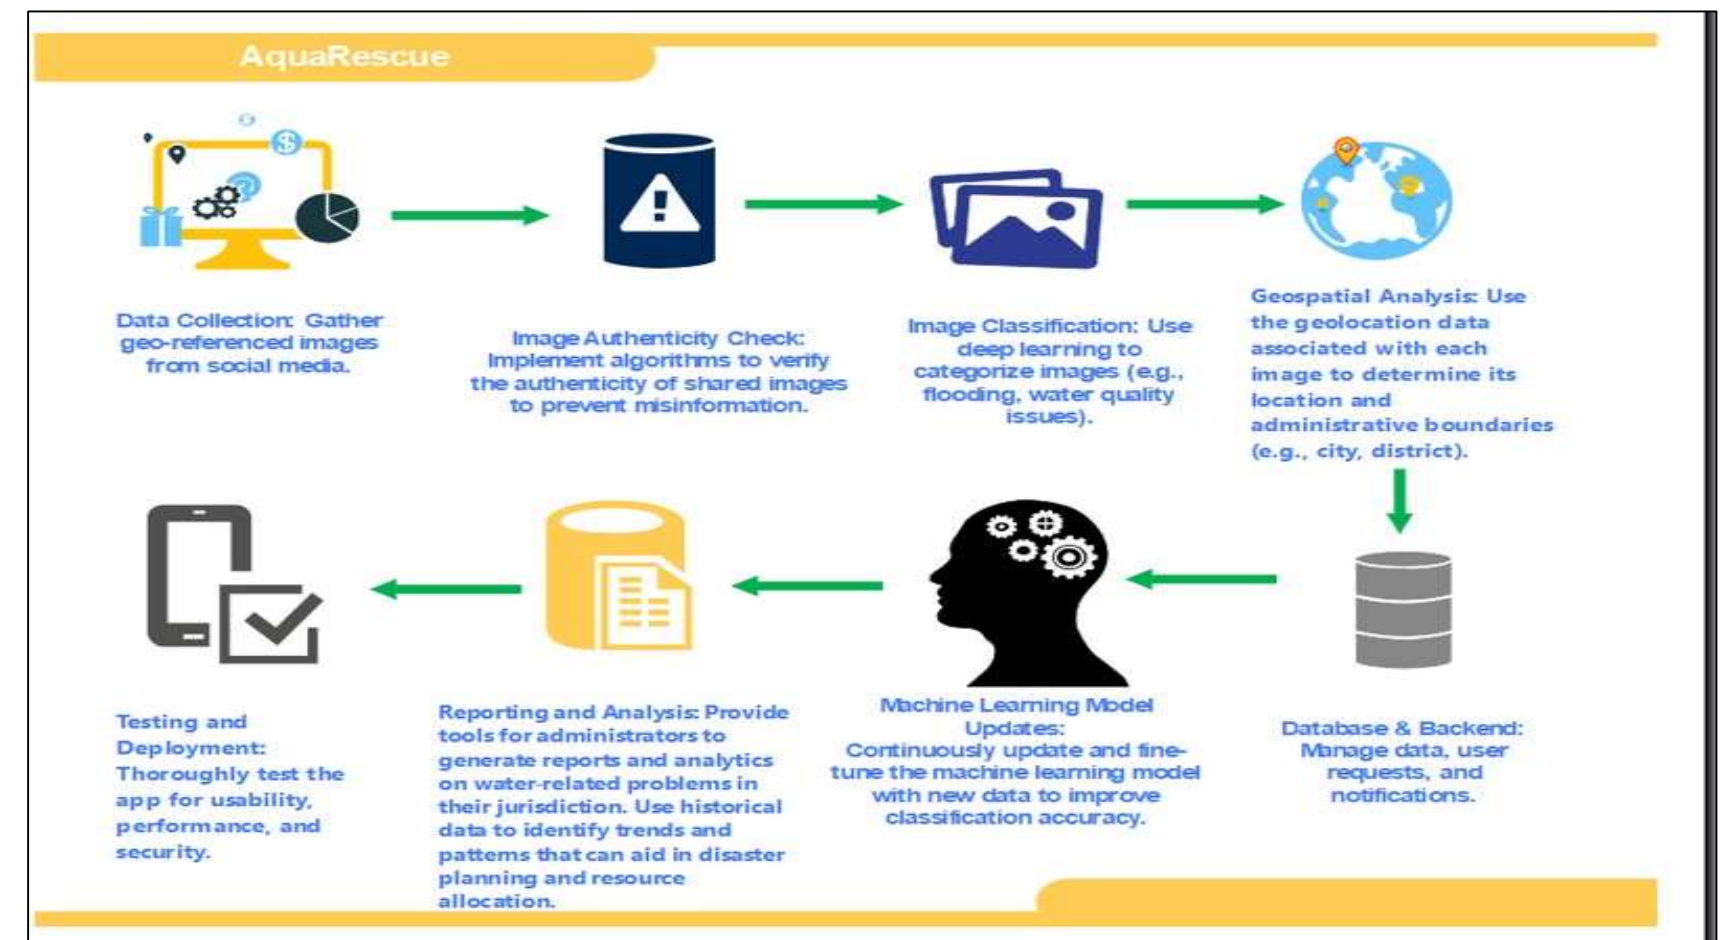 AquaRescue
Data Collection: Gather
geo-referenced images
from social media.
Image Authenticity Check:
Implement algorithms to verify
the authenticity of shared images
to prevent misinformation.
Image Classification: Use
deep learning to
categorize images (e.g.,
flooding, water quality
issues).
Geospatial Analysis: Use
the geolocation data
associated with each
image to determine its
location and
administrative boundaries
(e.g., city, district).
Testing and
Deployment:
Thoroughly test the
app for usability,
performance, and
security.
Reporting and Analysis: Provide
tools for administrators to
generate reports and analytics
on water-related problems in
their jurisdiction. Use historical
data to identify trends and
patterns that can aid in disaster
planning and resource
allocation.
Machine Learning Model
Updates:
Continuously update and fine-
tune the machine learning model
with new data to improve
classification accuracy.
Database & Backend:
Manage data, user
requests, and
notifications.